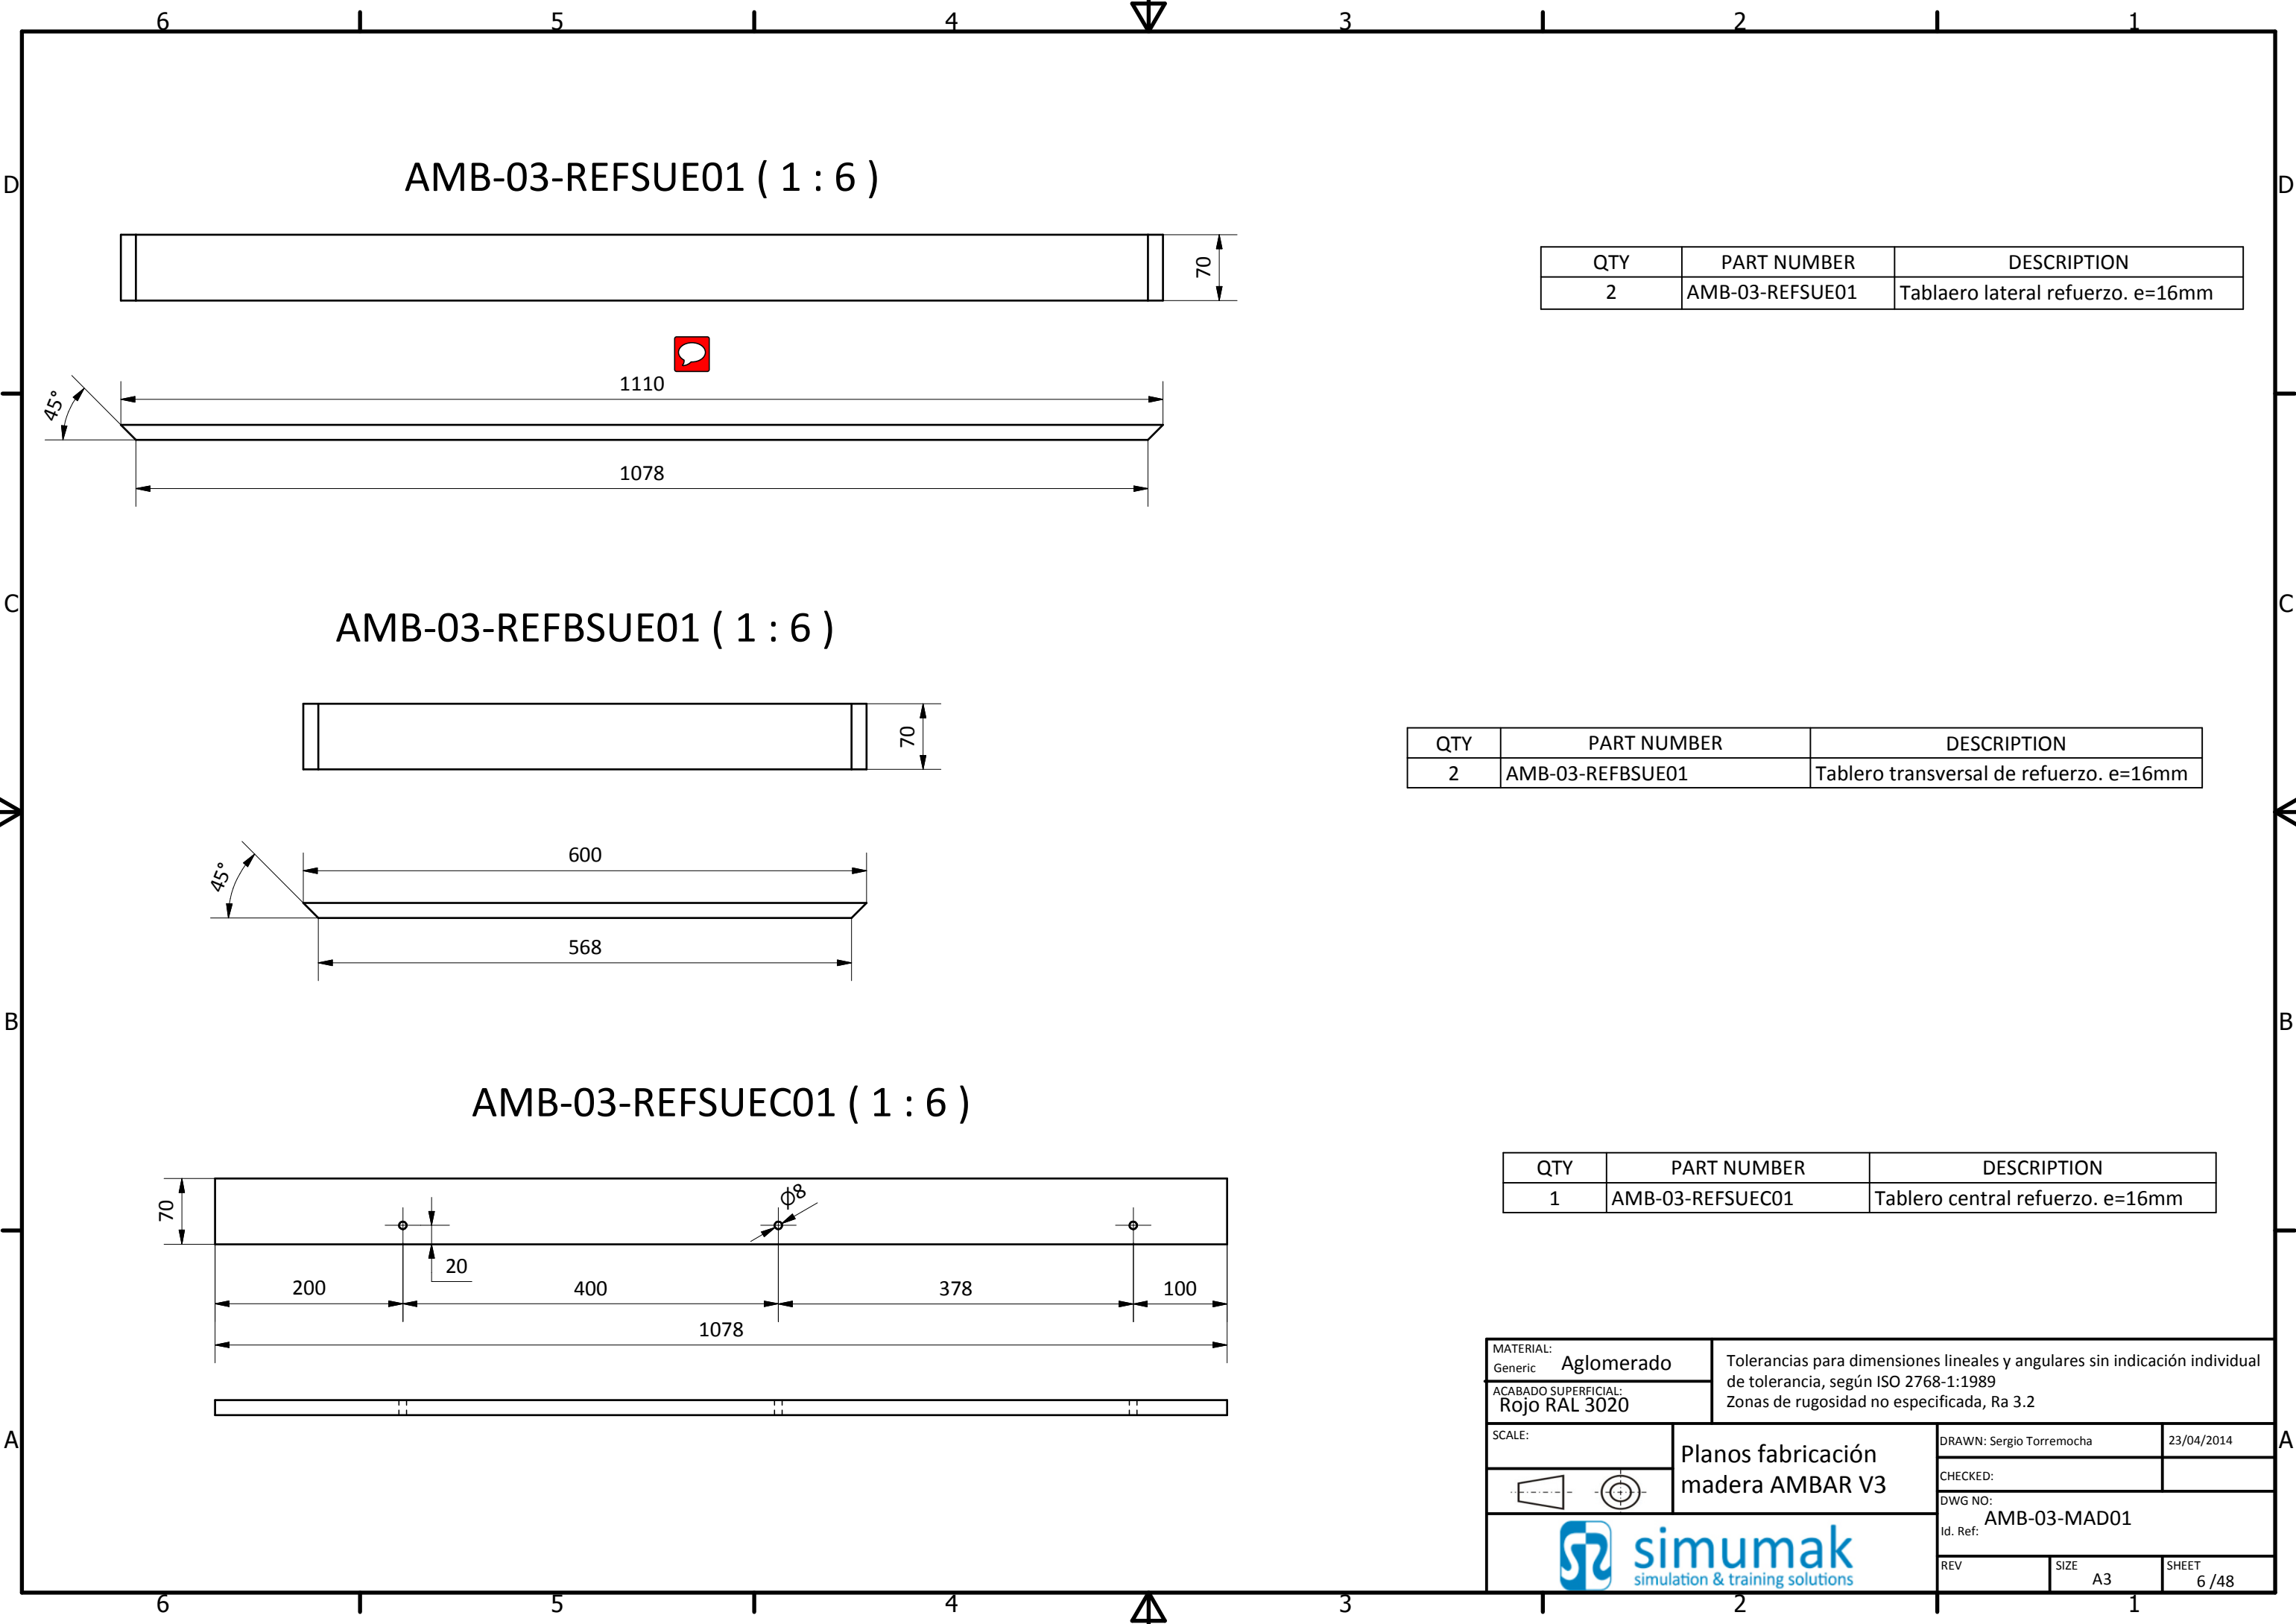 6 5 4 3 2 1
D D
AMB-03-REFSUE01 ( 1 : 6 )
70
QTY PART NUMBER DESCRIPTION
2 AMB-03-REFSUE01 Tablaero lateral refuerzo. e=16mm
1110
45°
1078
C C
AMB-03-REFBSUE01 ( 1 : 6 )
70
QTY PART NUMBER DESCRIPTION
2 AMB-03-REFBSUE01 Tablero transversal de refuerzo. e=16mm
600
45°
568
B B
AMB-03-REFSUEC01 ( 1 : 6 )
70
ϕ8
20
200 400 378 100
1078
QTY PART NUMBER DESCRIPTION
1 AMB-03-REFSUEC01 Tablero central refuerzo. e=16mm
MATERIAL:
Generic Aglomerado
ACABADO SUPERFICIAL:
Rojo RAL 3020
Tolerancias para dimensiones lineales y angulares sin indicación individual
de tolerancia, según ISO 2768-1:1989
Zonas de rugosidad no especificada, Ra 3.2
A A
SCALE:
Planos fabricación
madera AMBAR V3
DRAWN: Sergio Torremocha 23/04/2014
CHECKED:
DWG NO:
Id. Ref: AMB-03-MAD01
simumak
simulation & training solutions
REV SIZE A3 SHEET 6 /48
6 5 4 3 2 1